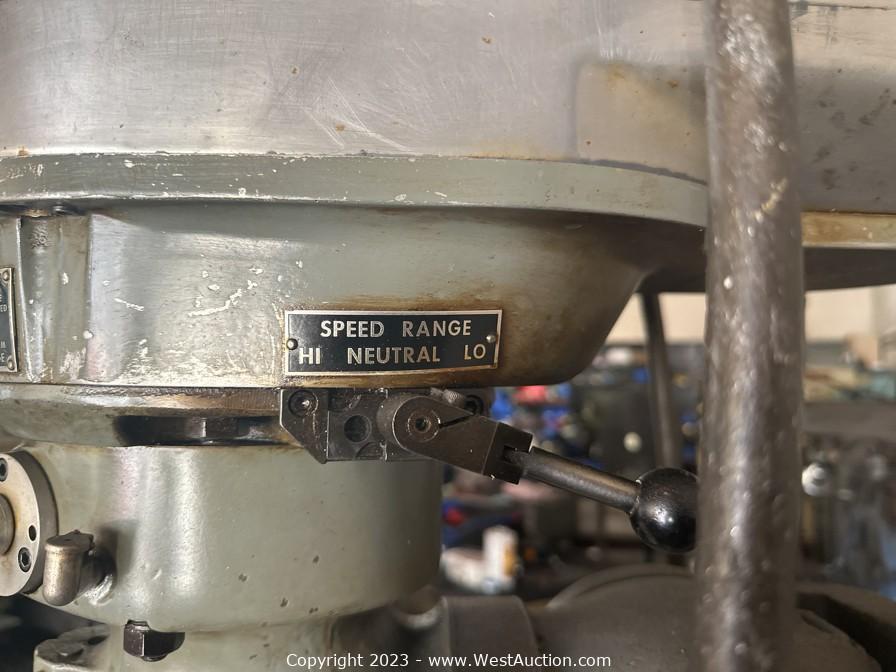 SPEED RANGE
HI NEUTRAL LO
Copyright 2023 - www.WestAuction.com